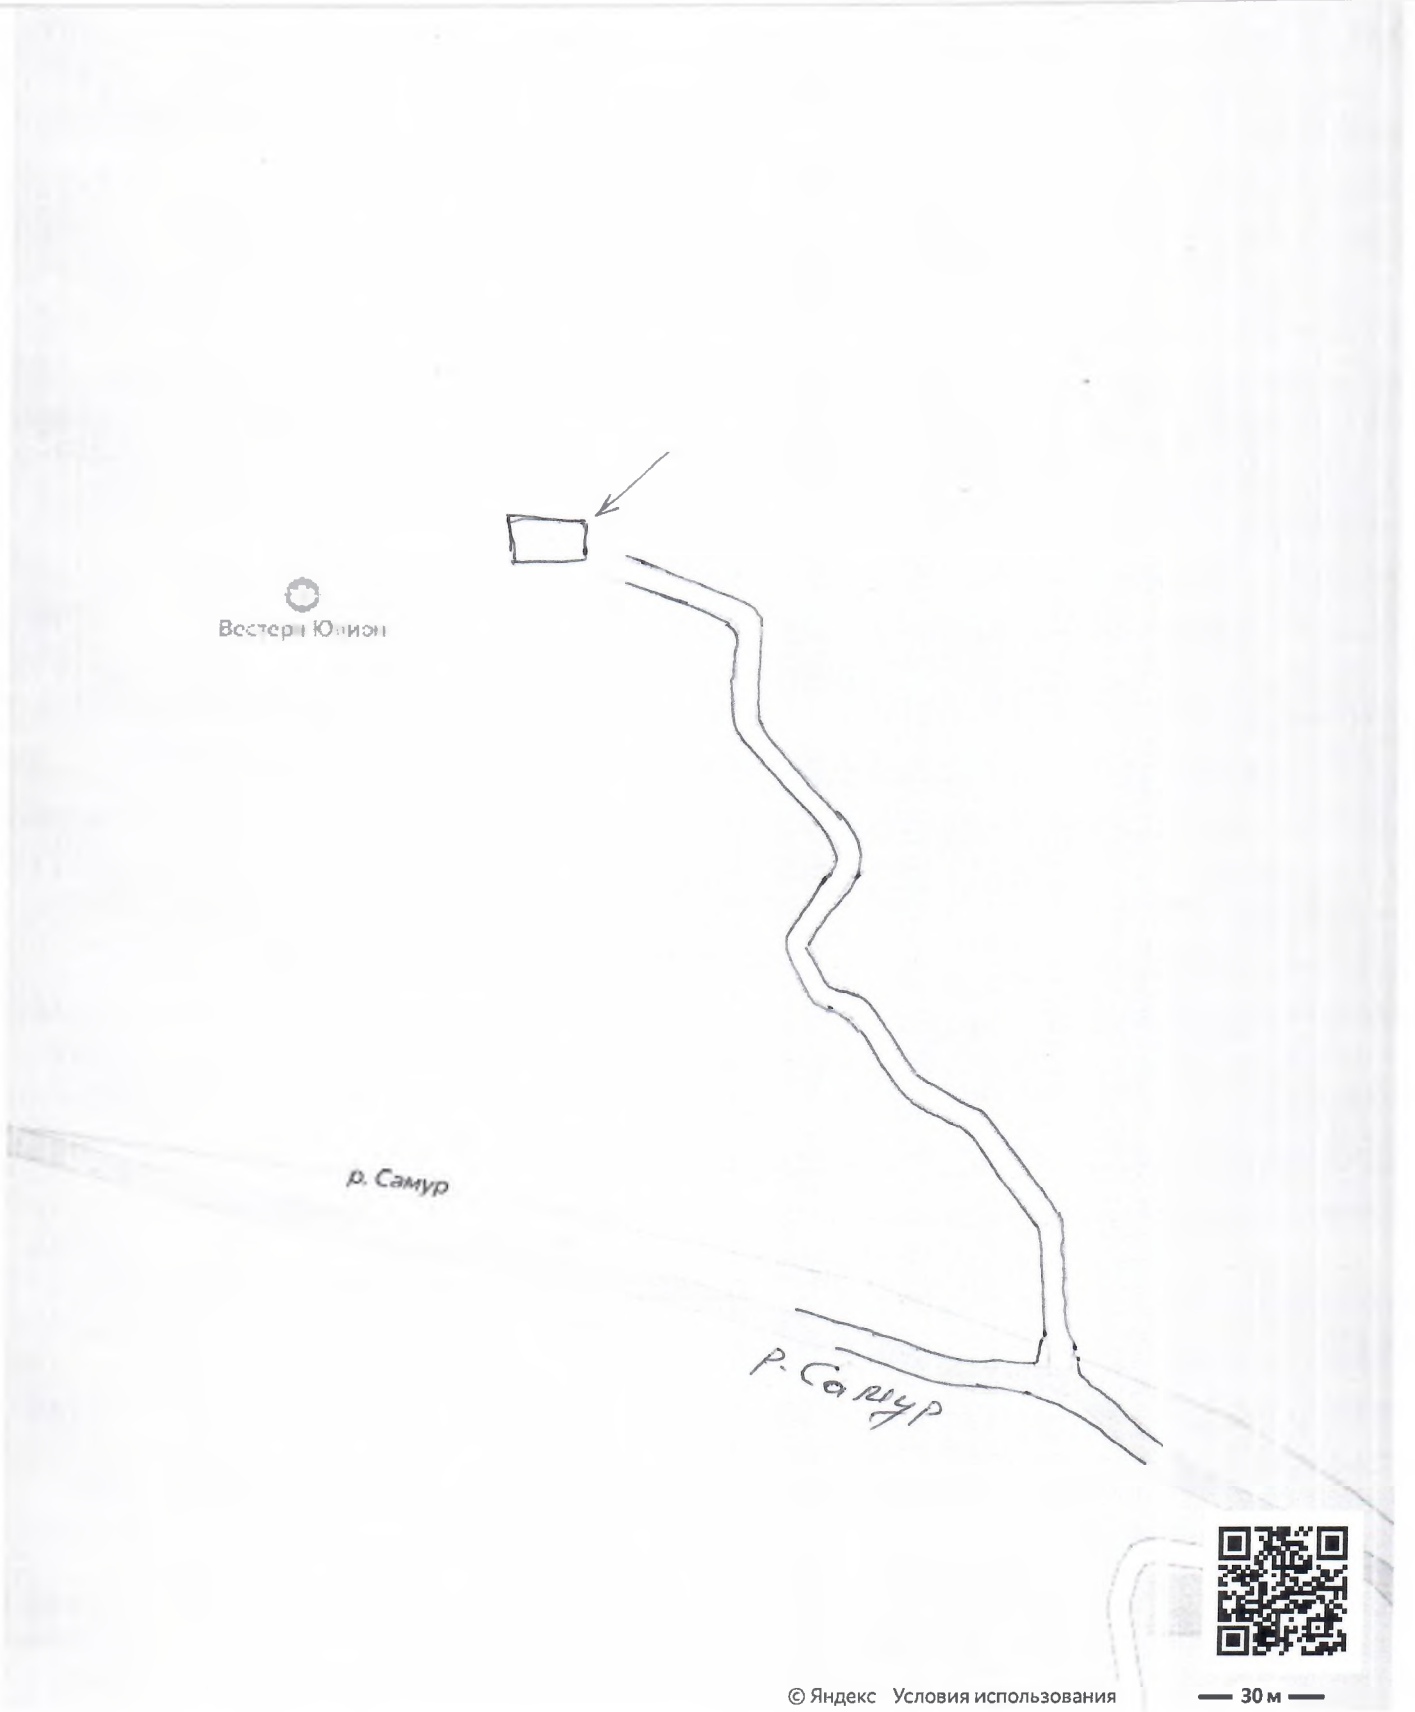 Вестерн Юнион
р. Самур
р. Самур
© Яндекс Условия использования
30 м